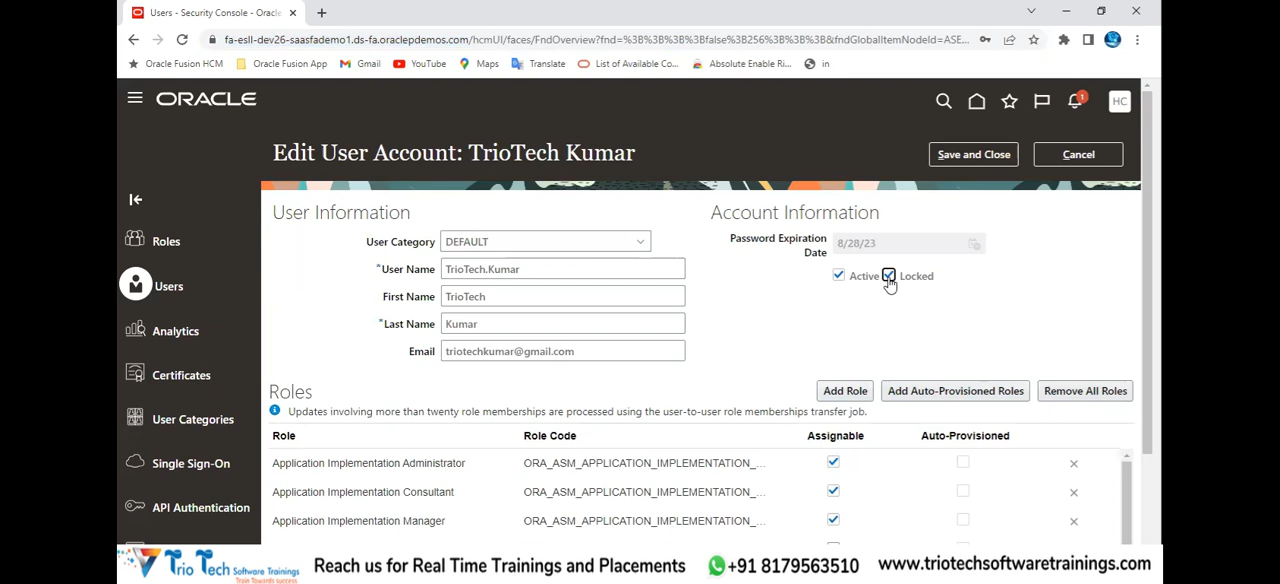 Users - Security Console - Oracle
fa-esll-dev26-saasfademo1.ds-fa.oraclepdemos.com/hcmUI/faces/FndOverview?fnd=%3B%3B%3B%3Bfalse%3B256%3B%3B%3B&fndGlobalItemNodeId=ASE...
Oracle Fusion HCM Oracle Fusion App Gmail YouTube Maps Translate List of Available Co... Absolute Enable Ri... in
ORACLE
1
HC
Edit User Account: TrioTech Kumar
Save and Close Cancel
User Information
Account Information
User Category DEFAULT
Password Expiration Date 8/28/23
*User Name TrioTech.Kumar
Active Locked
First Name TrioTech
*Last Name Kumar
Email triotechkumar@gmail.com
Roles
Users
Analytics
Certificates
User Categories
Single Sign-On
API Authentication
Roles
Add Role Add Auto-Provisioned Roles Remove All Roles
Updates involving more than twenty role memberships are processed using the user-to-user role memberships transfer job.
Role Role Code Assignable Auto-Provisioned
Application Implementation Administrator ORA_ASM_APPLICATION_IMPLEMENTATION_...
Application Implementation Consultant ORA_ASM_APPLICATION_IMPLEMENTATION_...
Application Implementation Manager ORA_ASM_APPLICATION_IMPLEMENTATION_...
Trio Tech Software Trainings
Train Towards success
Reach us for Real Time Trainings and Placements
+91 8179563510
www.triotechsoftwaretrainings.com